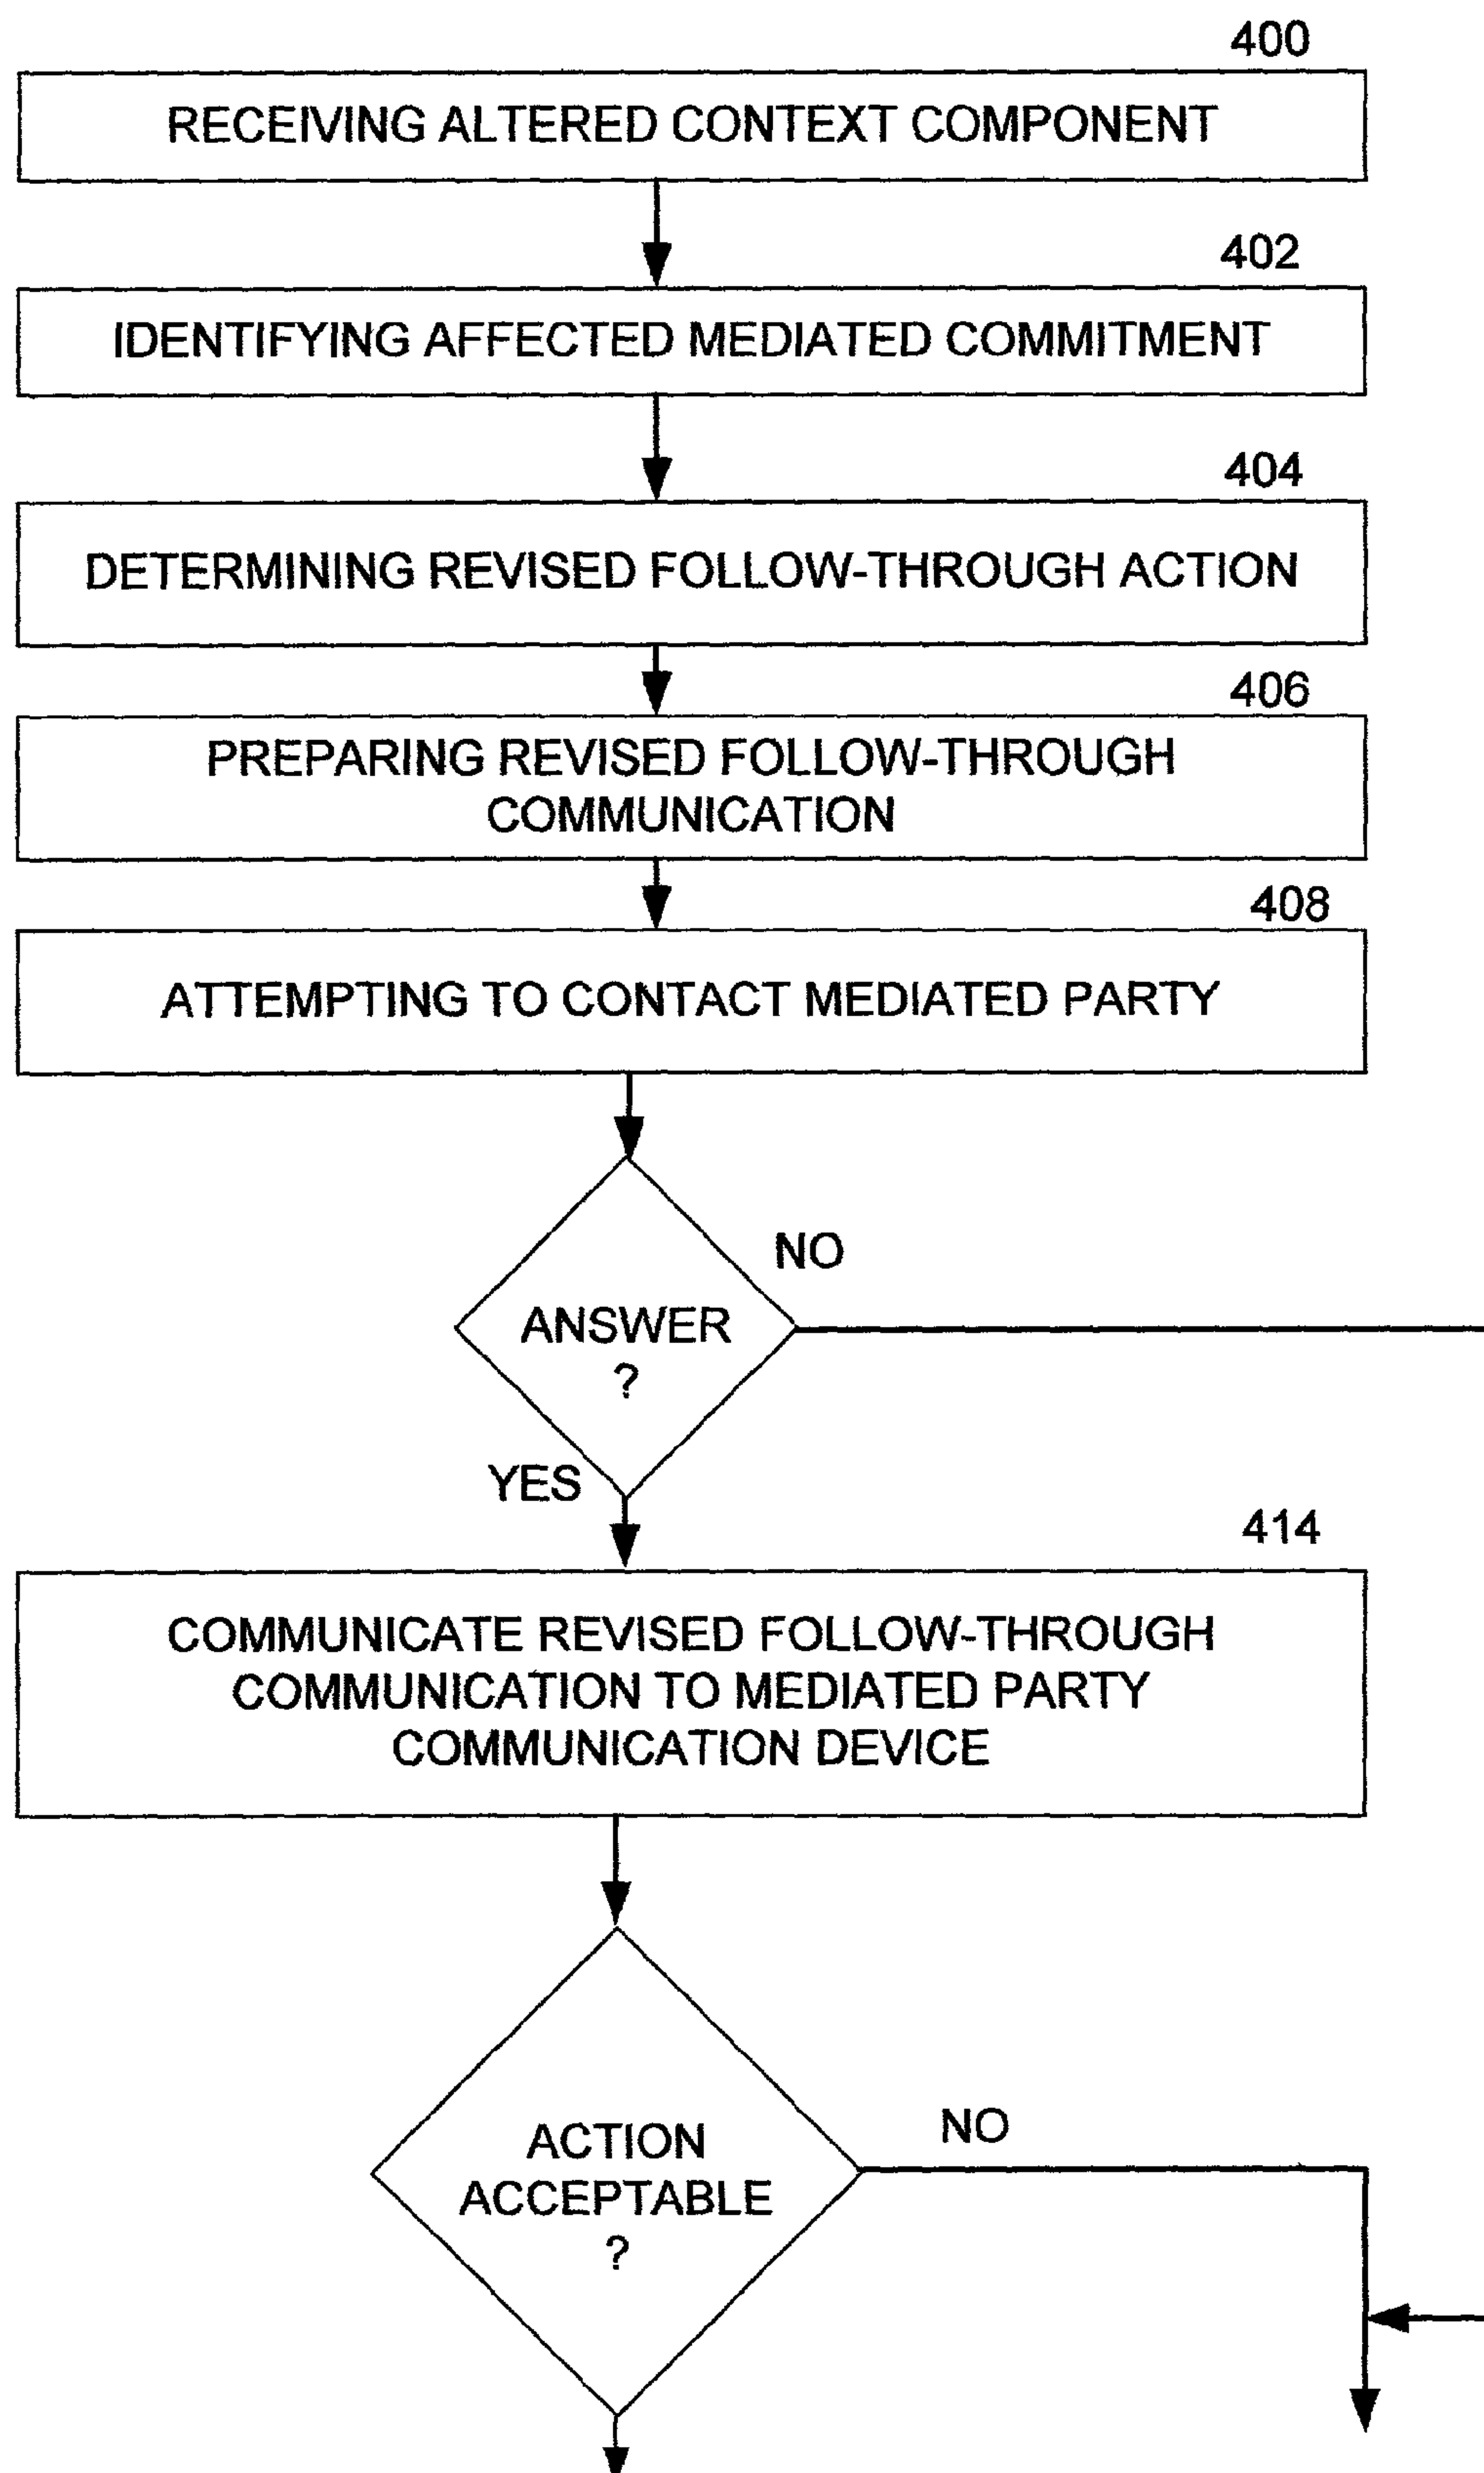 400
RECEIVING ALTERED CONTEXT COMPONENT
402
IDENTIFYING AFFECTED MEDIATED COMMITMENT
404
DETERMINING REVISED FOLLOW-THROUGH ACTION
406
PREPARING REVISED FOLLOW-THROUGH
COMMUNICATION
408
ATTEMPTING TO CONTACT MEDIATED PARTY
NO
ANSWER
?
YES
414
COMMUNICATE REVISED FOLLOW-THROUGH
COMMUNICATION TO MEDIATED PARTY
COMMUNICATION DEVICE
NO
ACTION
ACCEPTABLE
?